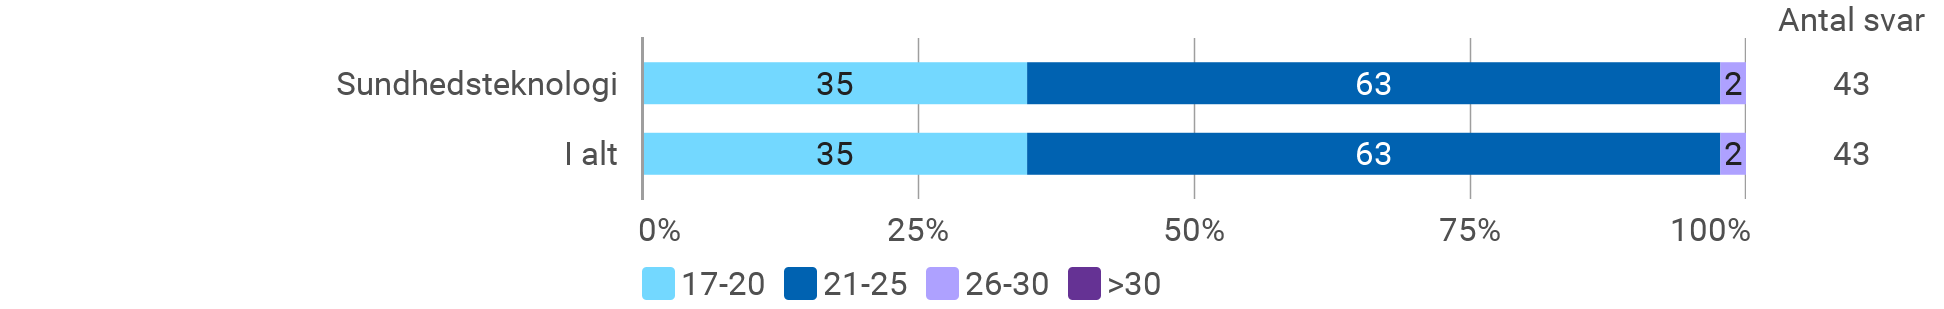 Antal svar
Sundhedsteknologi 35 63 2 43
I alt 35 63 2 43
0% 25% 50% 75% 100%
17-20 21-25 26-30 >30